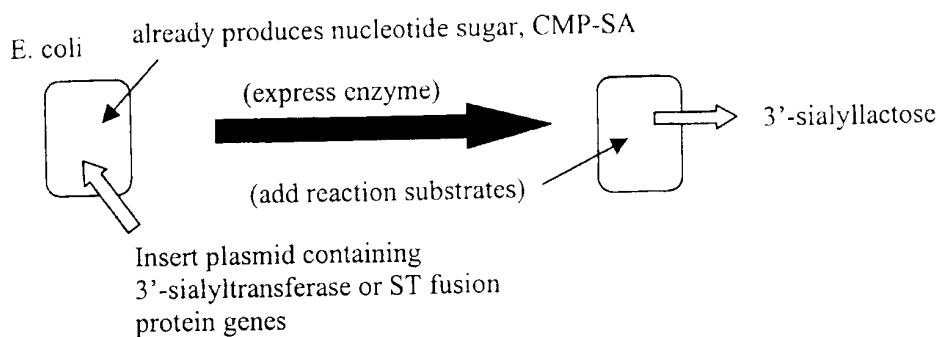 E. coli
already produces nucleotide sugar, CMP-SA
(express enzyme)
3'-sialyllactose
(add reaction substrates)
Insert plasmid containing
3'-sialyltransferase or ST fusion
protein genes